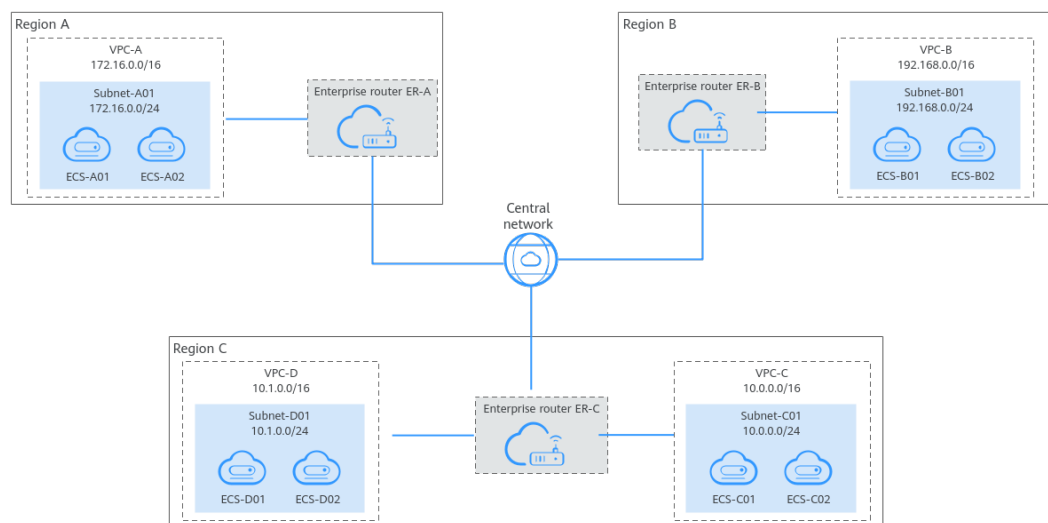 Region A
VPC-A
172.16.0.0/16
Subnet-A01
172.16.0.0/24
ECS-A01
ECS-A02
Enterprise router ER-A
Region B
Enterprise router ER-B
VPC-B
192.168.0.0/16
Subnet-B01
192.168.0.0/24
ECS-B01
ECS-B02
Central
network
Region C
VPC-D
10.1.0.0/16
Subnet-D01
10.1.0.0/24
ECS-D01
ECS-D02
Enterprise router ER-C
VPC-C
10.0.0.0/16
Subnet-C01
10.0.0.0/24
ECS-C01
ECS-C02